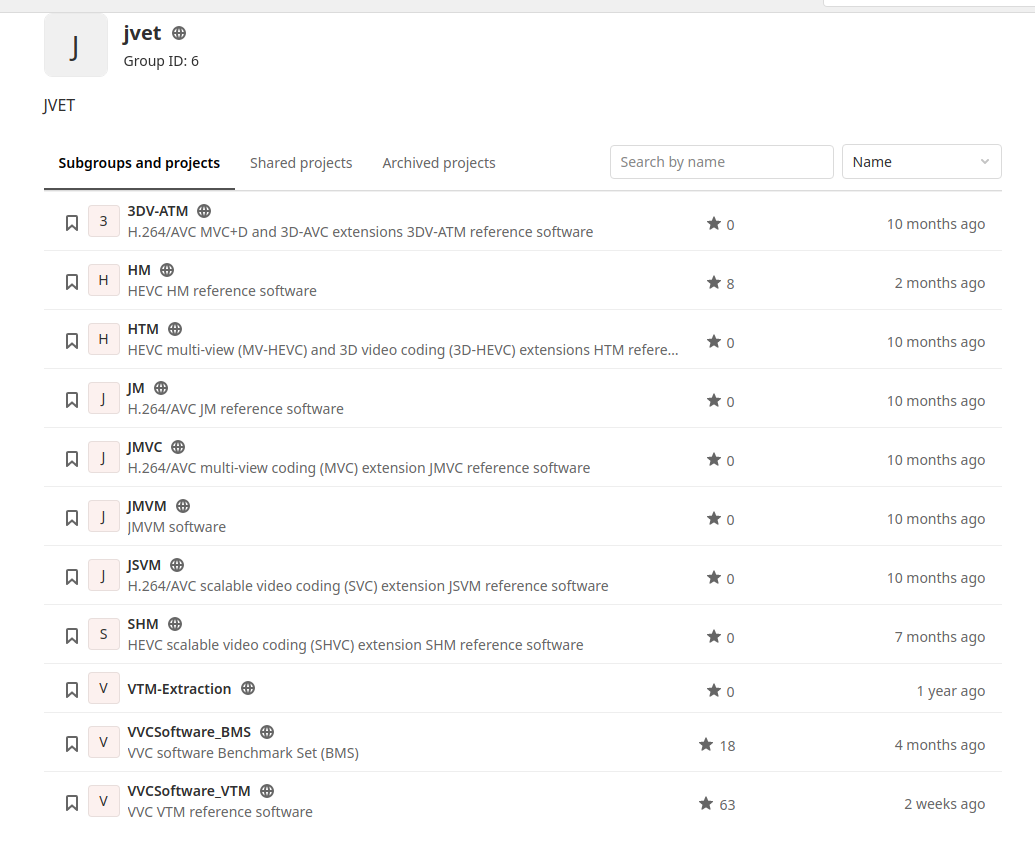 J
jvet
Group ID: 6
JVET
Subgroups and projects Shared projects Archived projects Search by name Name
3 3DV-ATM
H.264/AVC MVC+D and 3D-AVC extensions 3DV-ATM reference software 0 10 months ago
H HM
HEVC HM reference software 8 2 months ago
H HTM
HEVC multi-view (MV-HEVC) and 3D video coding (3D-HEVC) extensions HTM refere... 0 10 months ago
J JM
H.264/AVC JM reference software 0 10 months ago
J JMVC
H.264/AVC multi-view coding (MVC) extension JMVC reference software 0 10 months ago
J JMVM
JMVM software 0 10 months ago
J JSVM
H.264/AVC scalable video coding (SVC) extension JSVM reference software 0 10 months ago
S SHM
HEVC scalable video coding (SHVC) extension SHM reference software 0 7 months ago
V VTM-Extraction 0 1 year ago
V VVCSoftware_BMS
VVC software Benchmark Set (BMS) 18 4 months ago
V VVCSoftware_VTM
VVC VTM reference software 63 2 weeks ago